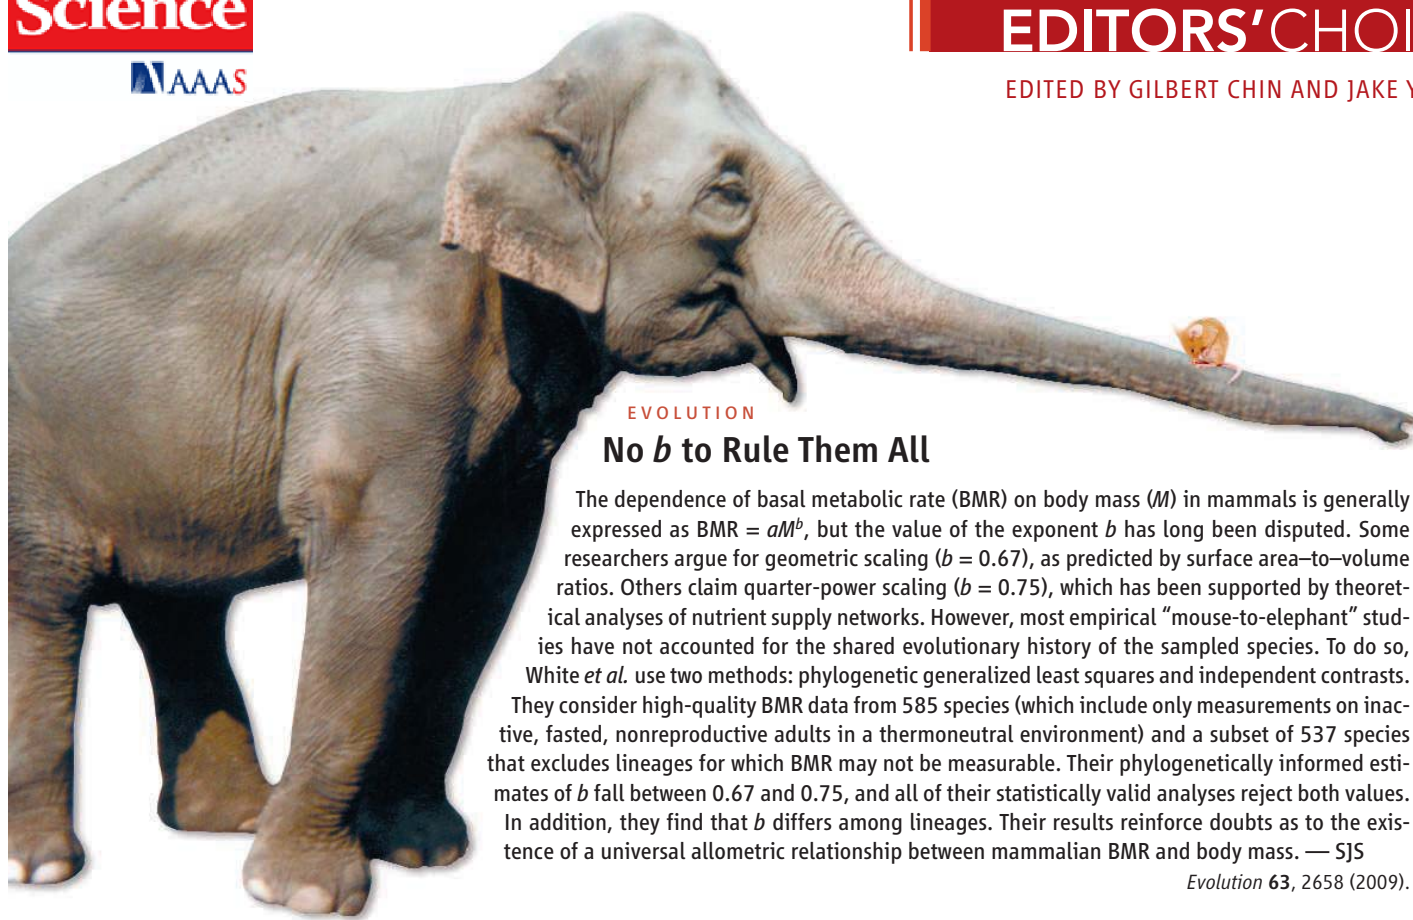 Science
AAAS
EDITORS'CHOI
EDITED BY GILBERT CHIN AND JAKE Y
EVOLUTION
No b to Rule Them All
The dependence of basal metabolic rate (BMR) on body mass (M) in mammals is generally
expressed as BMR = aMᵇ, but the value of the exponent b has long been disputed. Some
researchers argue for geometric scaling (b = 0.67), as predicted by surface area–to–volume
ratios. Others claim quarter-power scaling (b = 0.75), which has been supported by theoret-
ical analyses of nutrient supply networks. However, most empirical “mouse-to-elephant” stud-
ies have not accounted for the shared evolutionary history of the sampled species. To do so,
White et al. use two methods: phylogenetic generalized least squares and independent contrasts.
They consider high-quality BMR data from 585 species (which include only measurements on inac-
tive, fasted, nonreproductive adults in a thermoneutral environment) and a subset of 537 species
that excludes lineages for which BMR may not be measurable. Their phylogenetically informed esti-
mates of b fall between 0.67 and 0.75, and all of their statistically valid analyses reject both values.
In addition, they find that b differs among lineages. Their results reinforce doubts as to the exis-
tence of a universal allometric relationship between mammalian BMR and body mass. — SJS
Evolution 63, 2658 (2009).